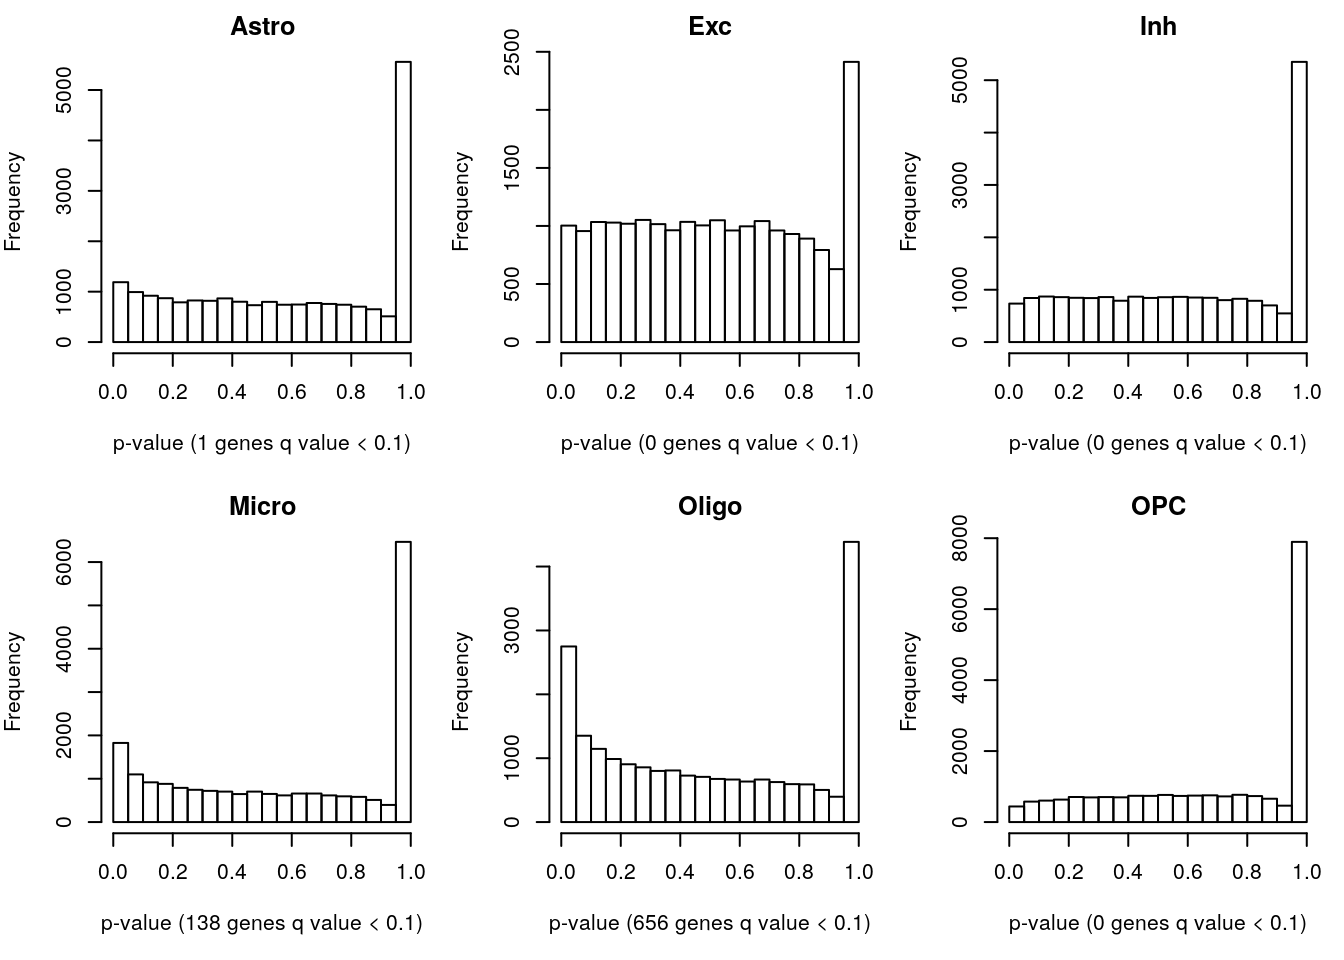 Astro
Frequency
5000
3000
1000
0
0.0 0.2 0.4 0.6 0.8 1.0
p-value (1 genes q value < 0.1)
Exc
Frequency
2500
1500
500
0
0.0 0.2 0.4 0.6 0.8 1.0
p-value (0 genes q value < 0.1)
Inh
Frequency
5000
3000
1000
0
0.0 0.2 0.4 0.6 0.8 1.0
p-value (0 genes q value < 0.1)
Micro
Frequency
6000
4000
2000
0
0.0 0.2 0.4 0.6 0.8 1.0
p-value (138 genes q value < 0.1)
Oligo
Frequency
3000
1000
0
0.0 0.2 0.4 0.6 0.8 1.0
p-value (656 genes q value < 0.1)
OPC
Frequency
8000
6000
4000
2000
0
0.0 0.2 0.4 0.6 0.8 1.0
p-value (0 genes q value < 0.1)